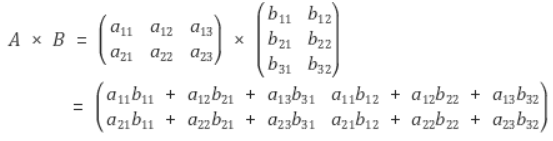 A × B = ( a₁₁ a₁₂ a₁₃ ) × ( b₁₁ b₁₂ )
( a₂₁ a₂₂ a₂₃ ) ( b₂₁ b₂₂ )
( b₃₁ b₃₂ )
= ( a₁₁b₁₁ + a₁₂b₂₁ + a₁₃b₃₁ a₁₁b₁₂ + a₁₂b₂₂ + a₁₃b₃₂ )
( a₂₁b₁₁ + a₂₂b₂₁ + a₂₃b₃₁ a₂₁b₁₂ + a₂₂b₂₂ + a₂₃b₃₂ )